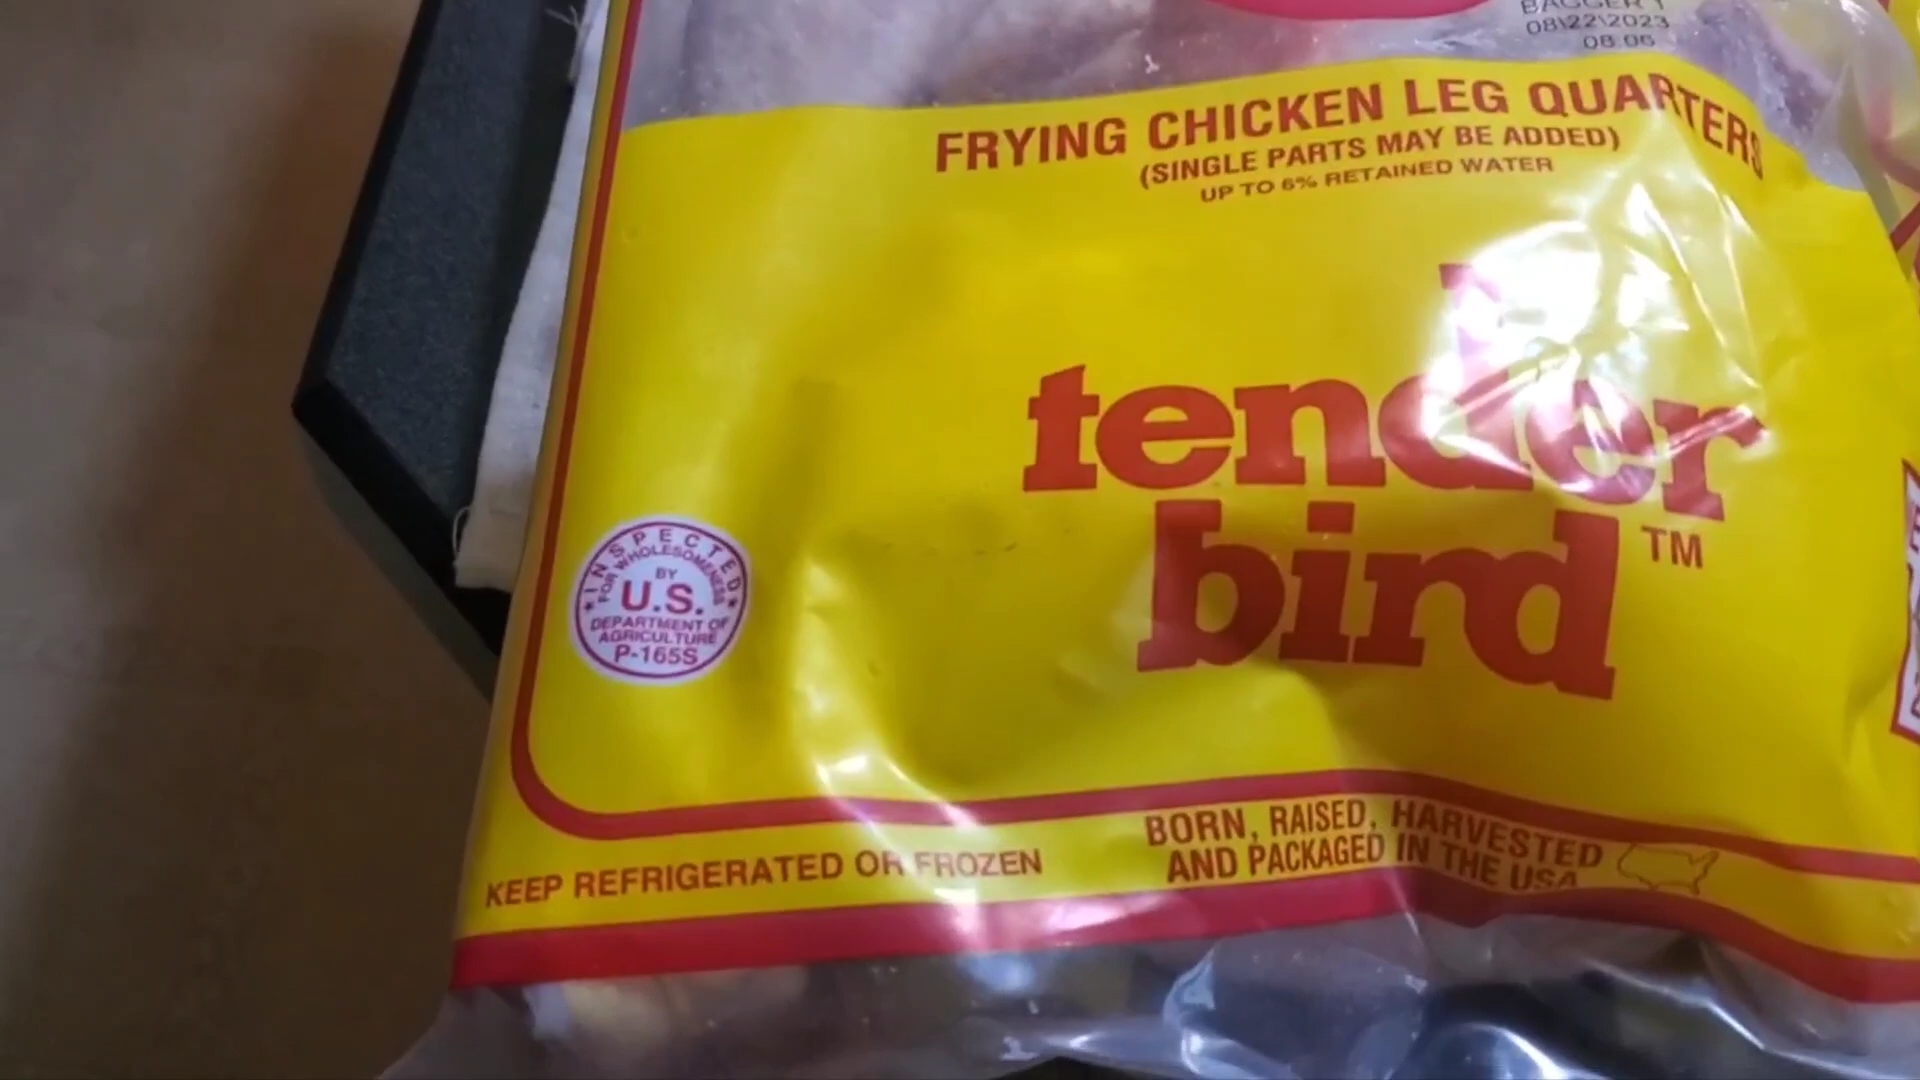 BAGGER 1
08\22\2023
08:06
FRYING CHICKEN LEG QUARTERS
(SINGLE PARTS MAY BE ADDED)
UP TO 6% RETAINED WATER
tender
bird ™
INSPECTED
FOR WHOLESOMENESS
BY
U.S.
DEPARTMENT OF
AGRICULTURE
P-165S
BORN, RAISED, HARVESTED
AND PACKAGED IN THE USA
KEEP REFRIGERATED OR FROZEN